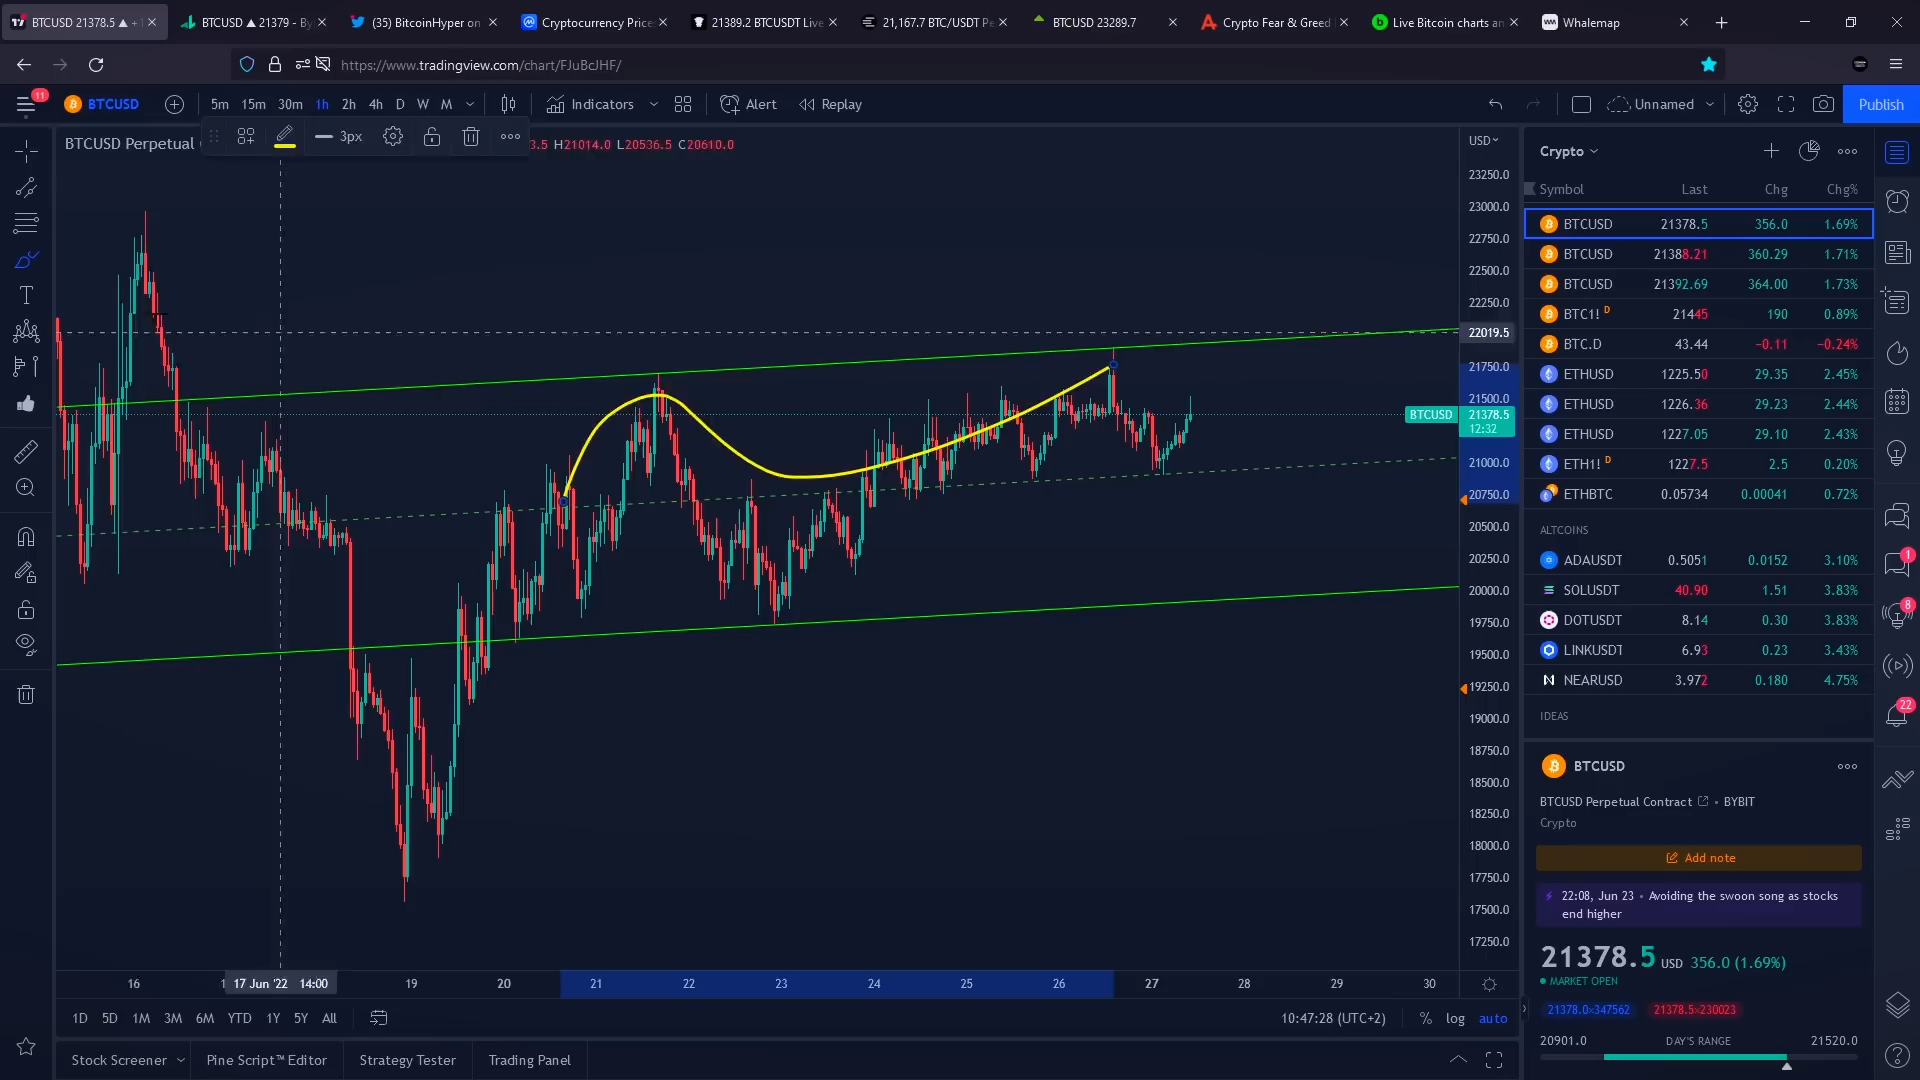 BTCUSD 21378.5 ▲ +1
BTCUSD ▲ 21379 - By
(35) BitcoinHyper on
Cryptocurrency Price
21389.2 BTCUSDT Live
21,167.7 BTC/USDT Pe
BTCUSD 23289.7
Crypto Fear & Greed
Live Bitcoin charts an
Whalemap
https://www.tradingview.com/chart/FJuBcJHF/
11
BTCUSD
5m 15m 30m 1h 2h 4h D W M
Indicators
Alert
Replay
Unnamed
Publish
3px
BTCUSD Perpetual
3.5 H21014.0 L20536.5 C20610.0
USD
23250.0
23000.0
22750.0
22500.0
22250.0
22019.5
21750.0
21500.0
BTCUSD 21378.5
12:32
21000.0
20750.0
20500.0
20250.0
20000.0
19750.0
19500.0
19250.0
19000.0
18750.0
18500.0
18250.0
18000.0
17750.0
17500.0
17250.0
16 17 Jun '22 14:00 19 20 21 22 23 24 25 26 27 28 29 30
1D 5D 1M 3M 6M YTD 1Y 5Y All
10:47:28 (UTC+2) % log auto
Stock Screener Pine Script™ Editor Strategy Tester Trading Panel
Crypto
Symbol Last Chg Chg%
BTCUSD 21378.5 356.0 1.69%
BTCUSD 21388.21 360.29 1.71%
BTCUSD 21392.69 364.00 1.73%
BTC1! D 21445 190 0.89%
BTC.D 43.44 −0.11 −0.24%
ETHUSD 1225.50 29.35 2.45%
ETHUSD 1226.36 29.23 2.44%
ETHUSD 1227.05 29.10 2.43%
ETH1! D 1227.5 2.5 0.20%
ETHBTC 0.05734 0.00041 0.72%
ALTCOINS
ADAUSDT 0.5051 0.0152 3.10%
SOLUSDT 40.90 1.51 3.83%
DOTUSDT 8.14 0.30 3.83%
LINKUSDT 6.93 0.23 3.43%
NEARUSD 3.972 0.180 4.75%
IDEAS
BTCUSD
BTCUSD Perpetual Contract • BYBIT
Crypto
Add note
22:08, Jun 23 • Avoiding the swoon song as stocks
end higher
21378.5 USD 356.0 (1.69%)
MARKET OPEN
21378.0×347562 21378.5×230023
20901.0 DAY'S RANGE 21520.0
1
8
22